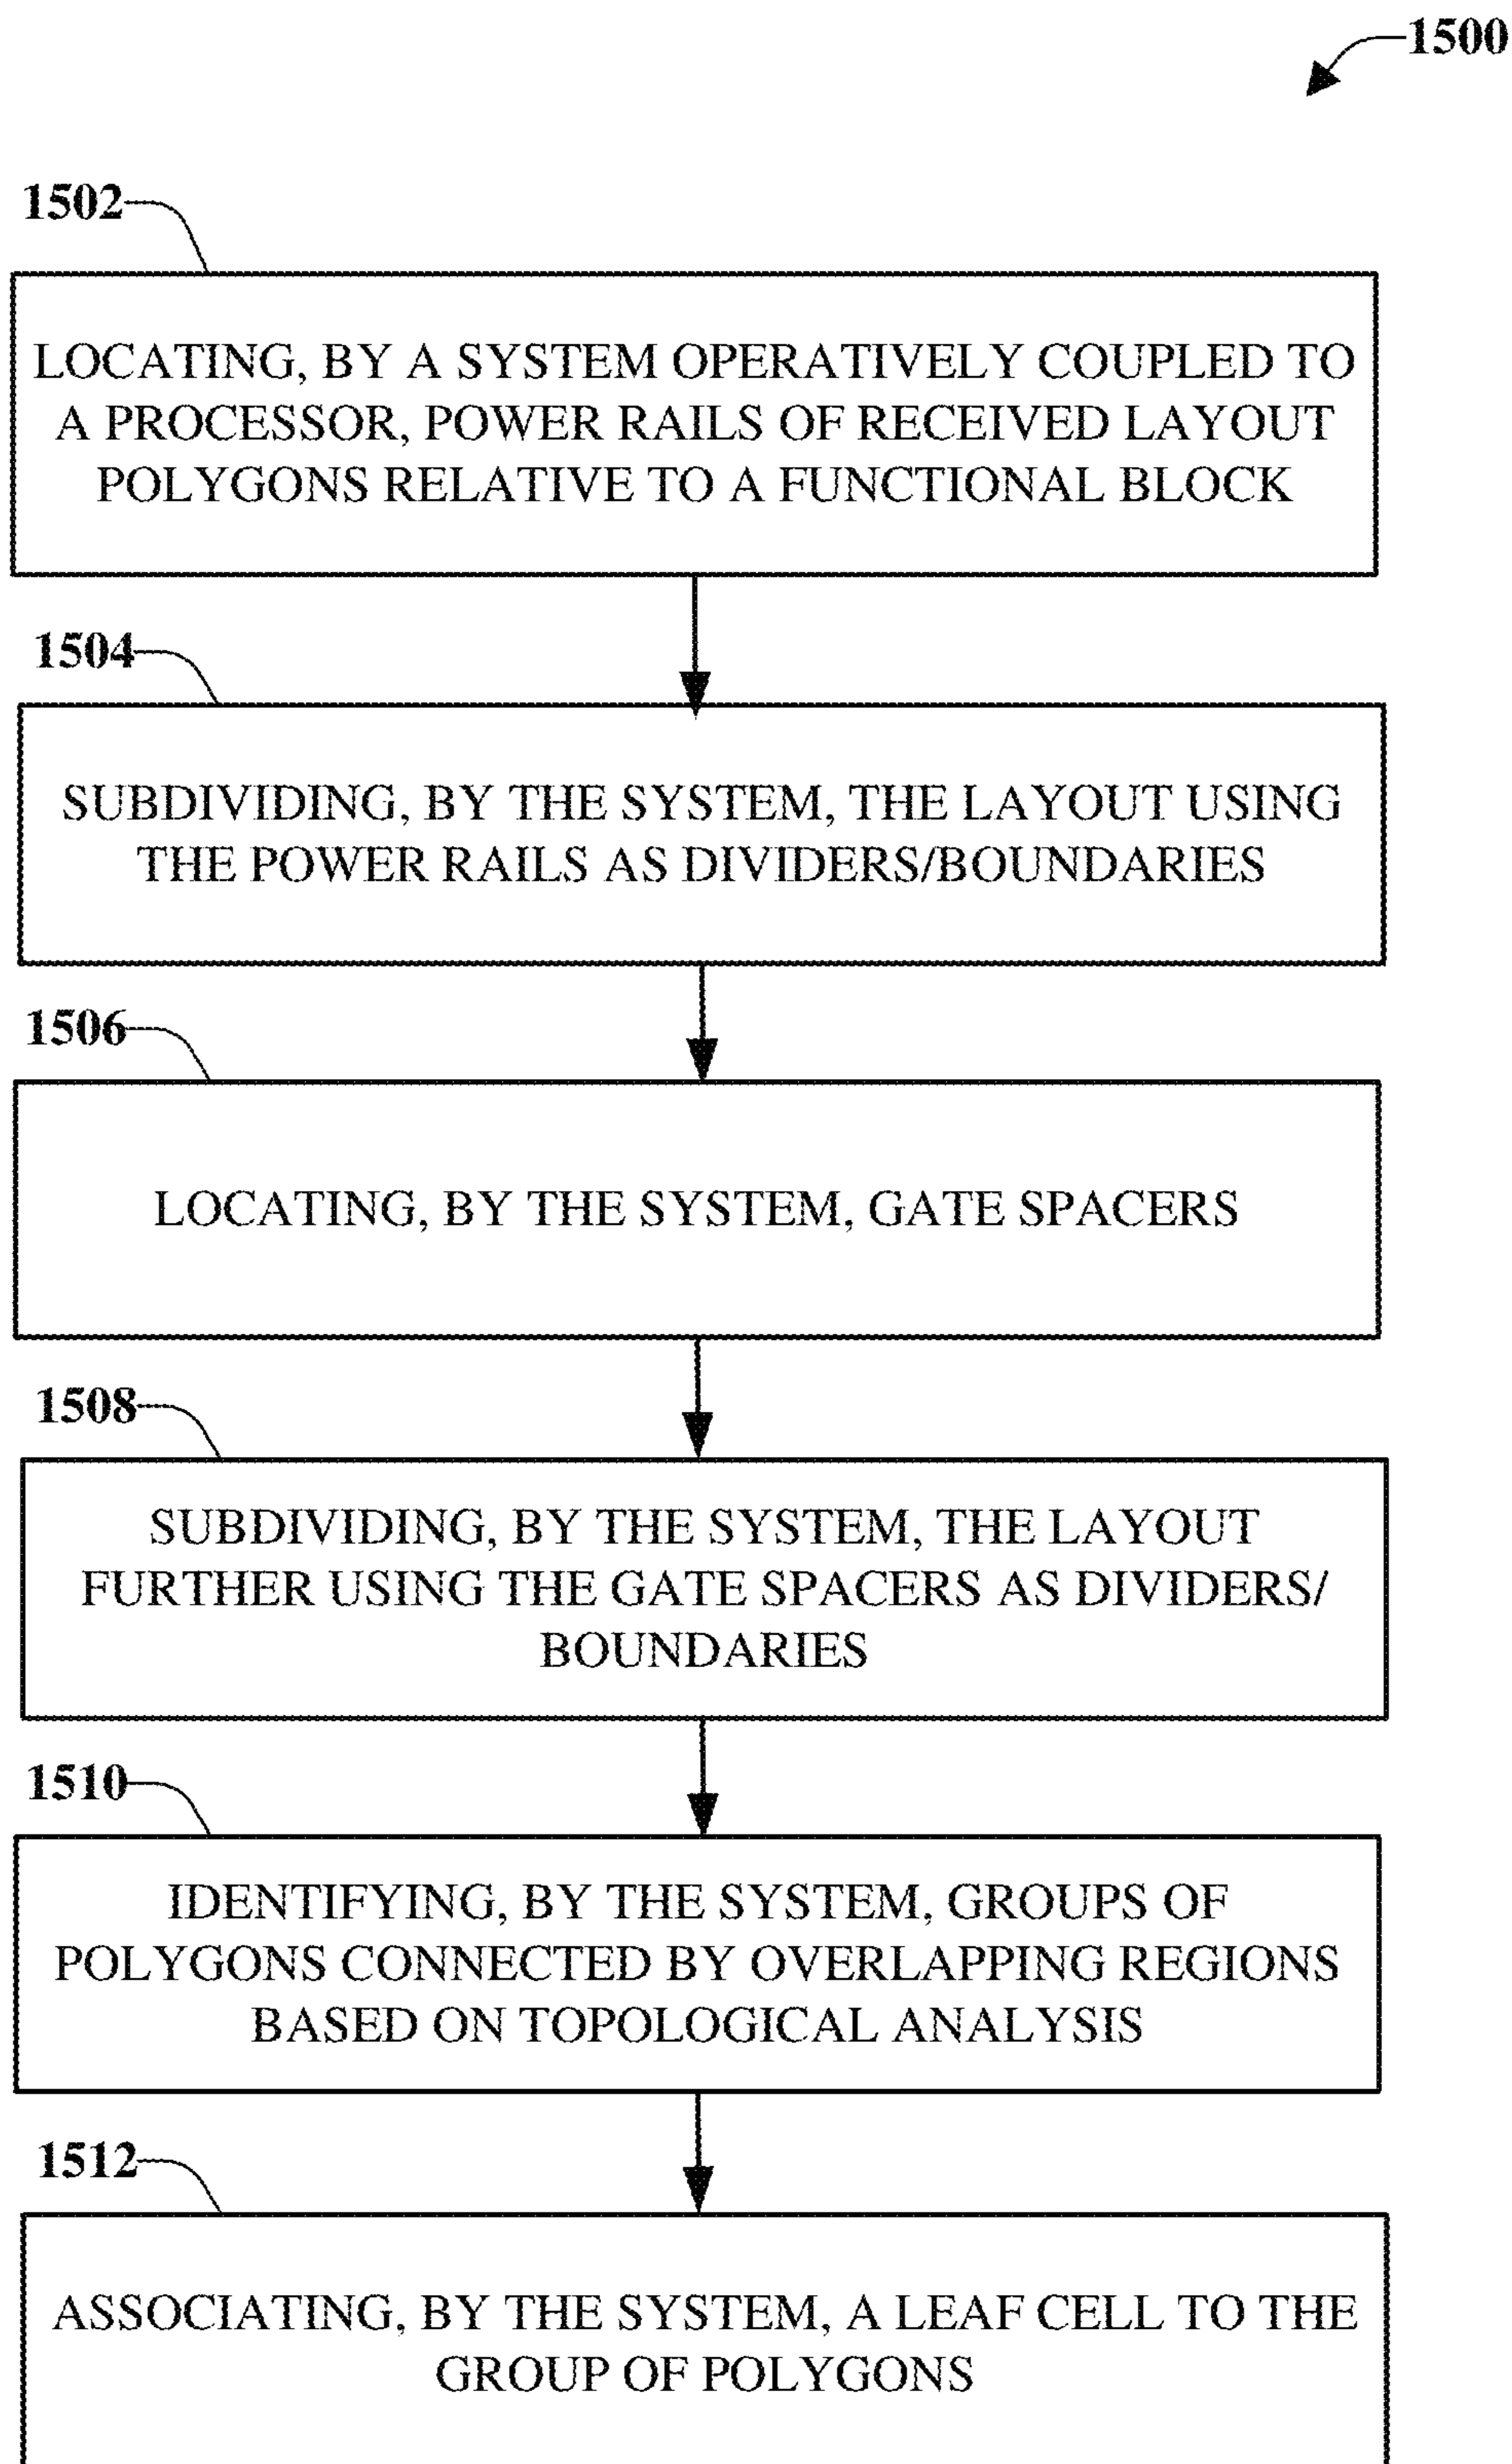 1500
1502
LOCATING, BY A SYSTEM OPERATIVELY COUPLED TO
A PROCESSOR, POWER RAILS OF RECEIVED LAYOUT
POLYGONS RELATIVE TO A FUNCTIONAL BLOCK
1504
SUBDIVIDING, BY THE SYSTEM, THE LAYOUT USING
THE POWER RAILS AS DIVIDERS/BOUNDARIES
1506
LOCATING, BY THE SYSTEM, GATE SPACERS
1508
SUBDIVIDING, BY THE SYSTEM, THE LAYOUT
FURTHER USING THE GATE SPACERS AS DIVIDERS/
BOUNDARIES
1510
IDENTIFYING, BY THE SYSTEM, GROUPS OF
POLYGONS CONNECTED BY OVERLAPPING REGIONS
BASED ON TOPOLOGICAL ANALYSIS
1512
ASSOCIATING, BY THE SYSTEM, A LEAF CELL TO THE
GROUP OF POLYGONS